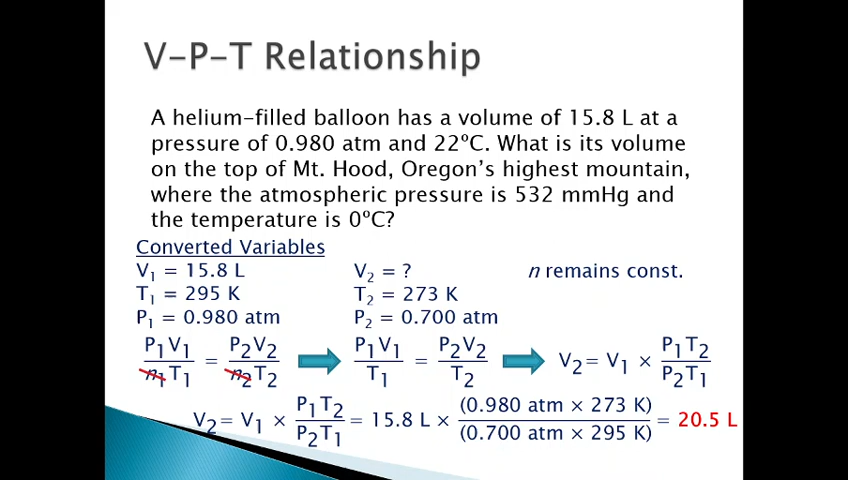 V-P-T Relationship
A helium-filled balloon has a volume of 15.8 L at a
pressure of 0.980 atm and 22ºC. What is its volume
on the top of Mt. Hood, Oregon's highest mountain,
where the atmospheric pressure is 532 mmHg and
the temperature is 0ºC?
Converted Variables
V₁ = 15.8 L V₂ = ? n remains const.
T₁ = 295 K T₂ = 273 K
P₁ = 0.980 atm P₂ = 0.700 atm
P₁V₁ / n₁T₁ = P₂V₂ / n₂T₂ P₁V₁ / T₁ = P₂V₂ / T₂ V₂ = V₁ × P₁T₂ / P₂T₁
V₂ = V₁ × P₁T₂ / P₂T₁ = 15.8 L × (0.980 atm × 273 K) / (0.700 atm × 295 K) = 20.5 L